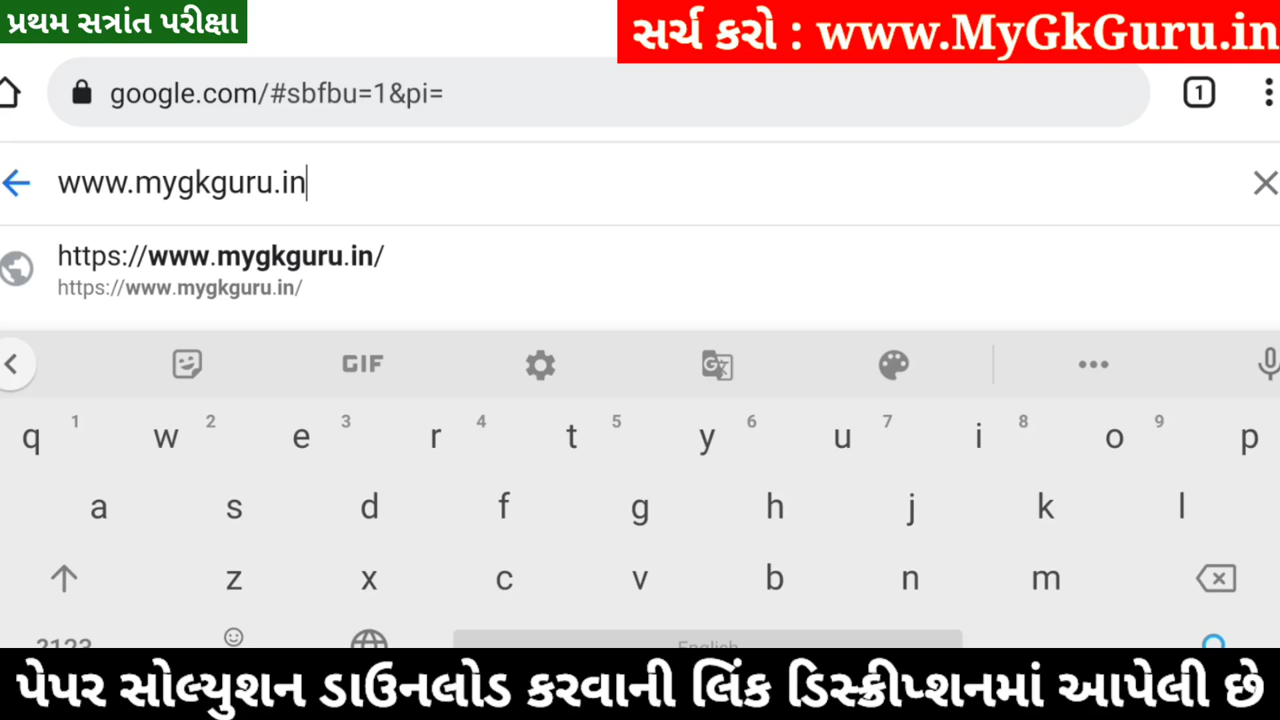 પ્રથમ સત્રાંત પરીક્ષા
સર્ચ કરો : www.MyGkGuru.in
google.com/#sbfbu=1&pi=
1
www.mygkguru.in
https://www.mygkguru.in/
https://www.mygkguru.in/
GIF
q 1 w 2 e 3 r 4 t 5 y 6 u 7 i 8 o 9 p
a s d f g h j k l
z x c v b n m
2123 English
પેપર સોલ્યુશન ડાઉનલોડ કરવાની લિંક ડિસ્ક્રીપ્શનમાં આપેલી છે